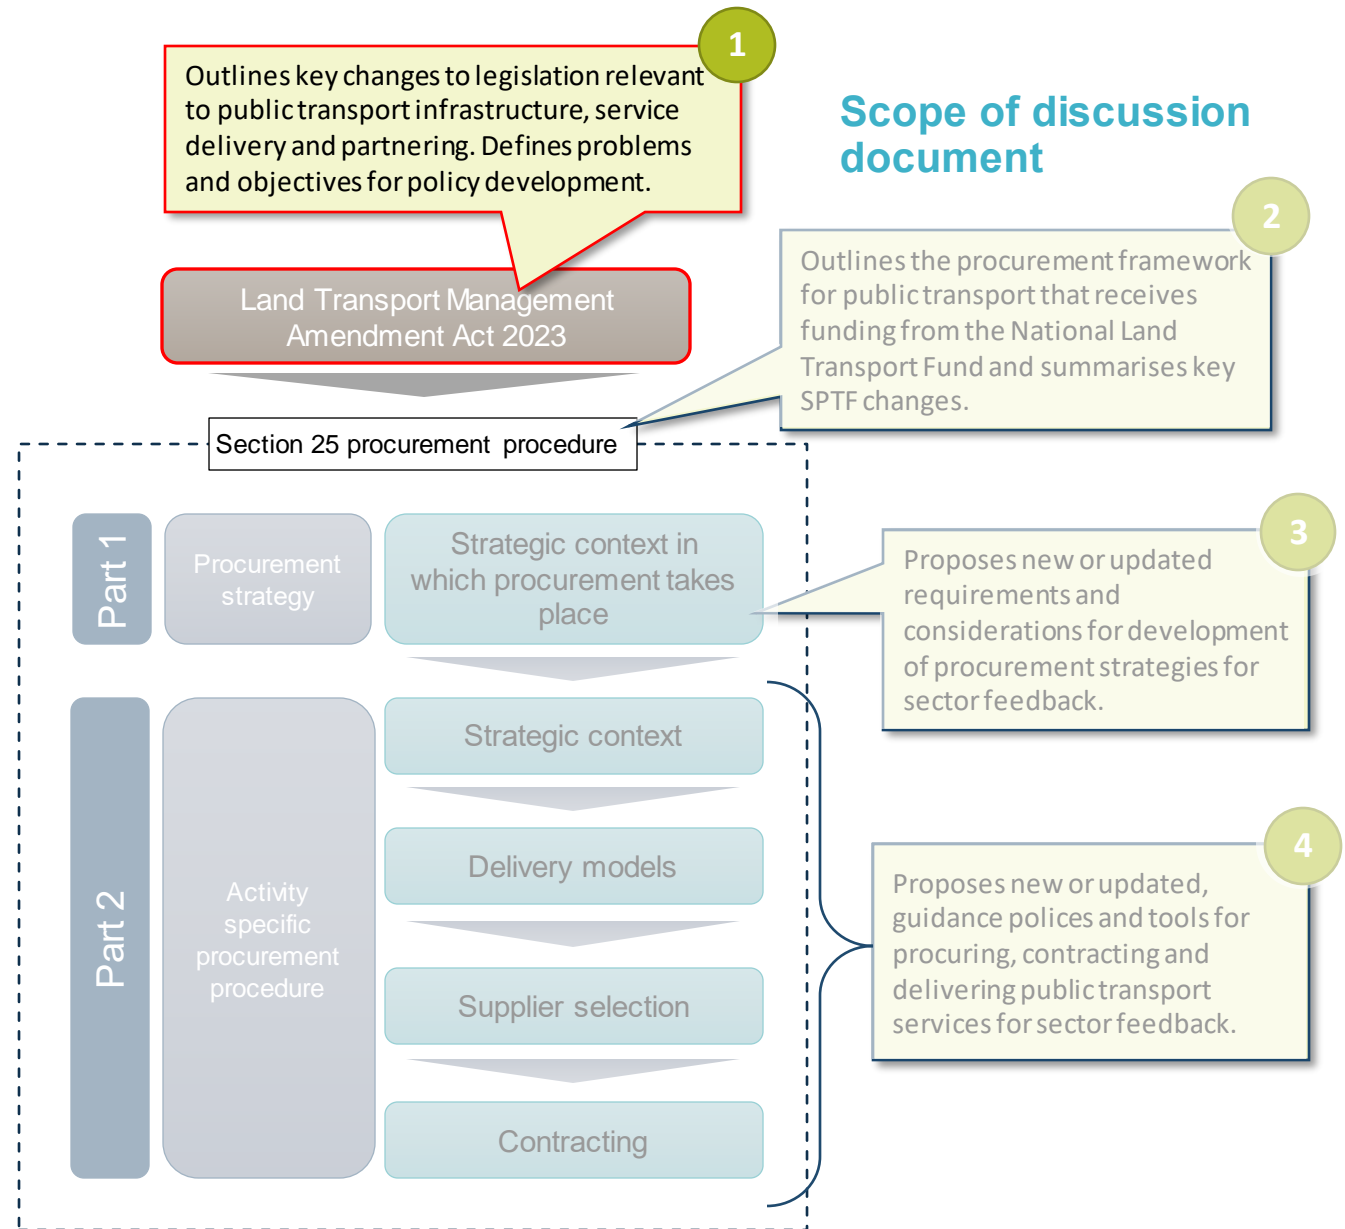 1
Outlines key changes to legislation relevant
to public transport infrastructure, service
delivery and partnering. Defines problems
and objectives for policy development.
Scope of discussion
document
2
Outlines the procurement framework
for public transport that receives
funding from the National Land
Transport Fund and summarises key
SPTF changes.
Land Transport Management
Amendment Act 2023
Section 25 procurement procedure
Part 1
Procurement
strategy
Strategic context in
which procurement takes
place
3
Proposes new or updated
requirements and
considerations for development
of procurement strategies for
sector feedback.
Part 2
Activity
specific
procurement
procedure
Strategic context
Delivery models
Supplier selection
Contracting
4
Proposes new or updated,
guidance polices and tools for
procuring, contracting and
delivering public transport
services for sector feedback.